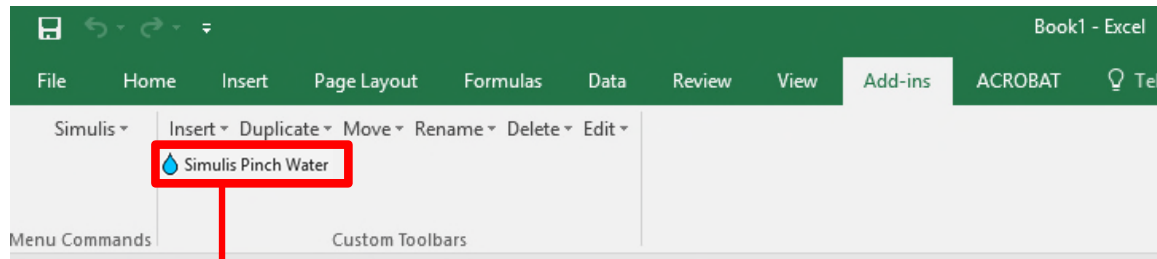 Book1 - Excel
File Home Insert Page Layout Formulas Data Review View Add-ins ACROBAT
Simulis Insert Duplicate Move Rename Delete Edit
Simulis Pinch Water
Menu Commands Custom Toolbars